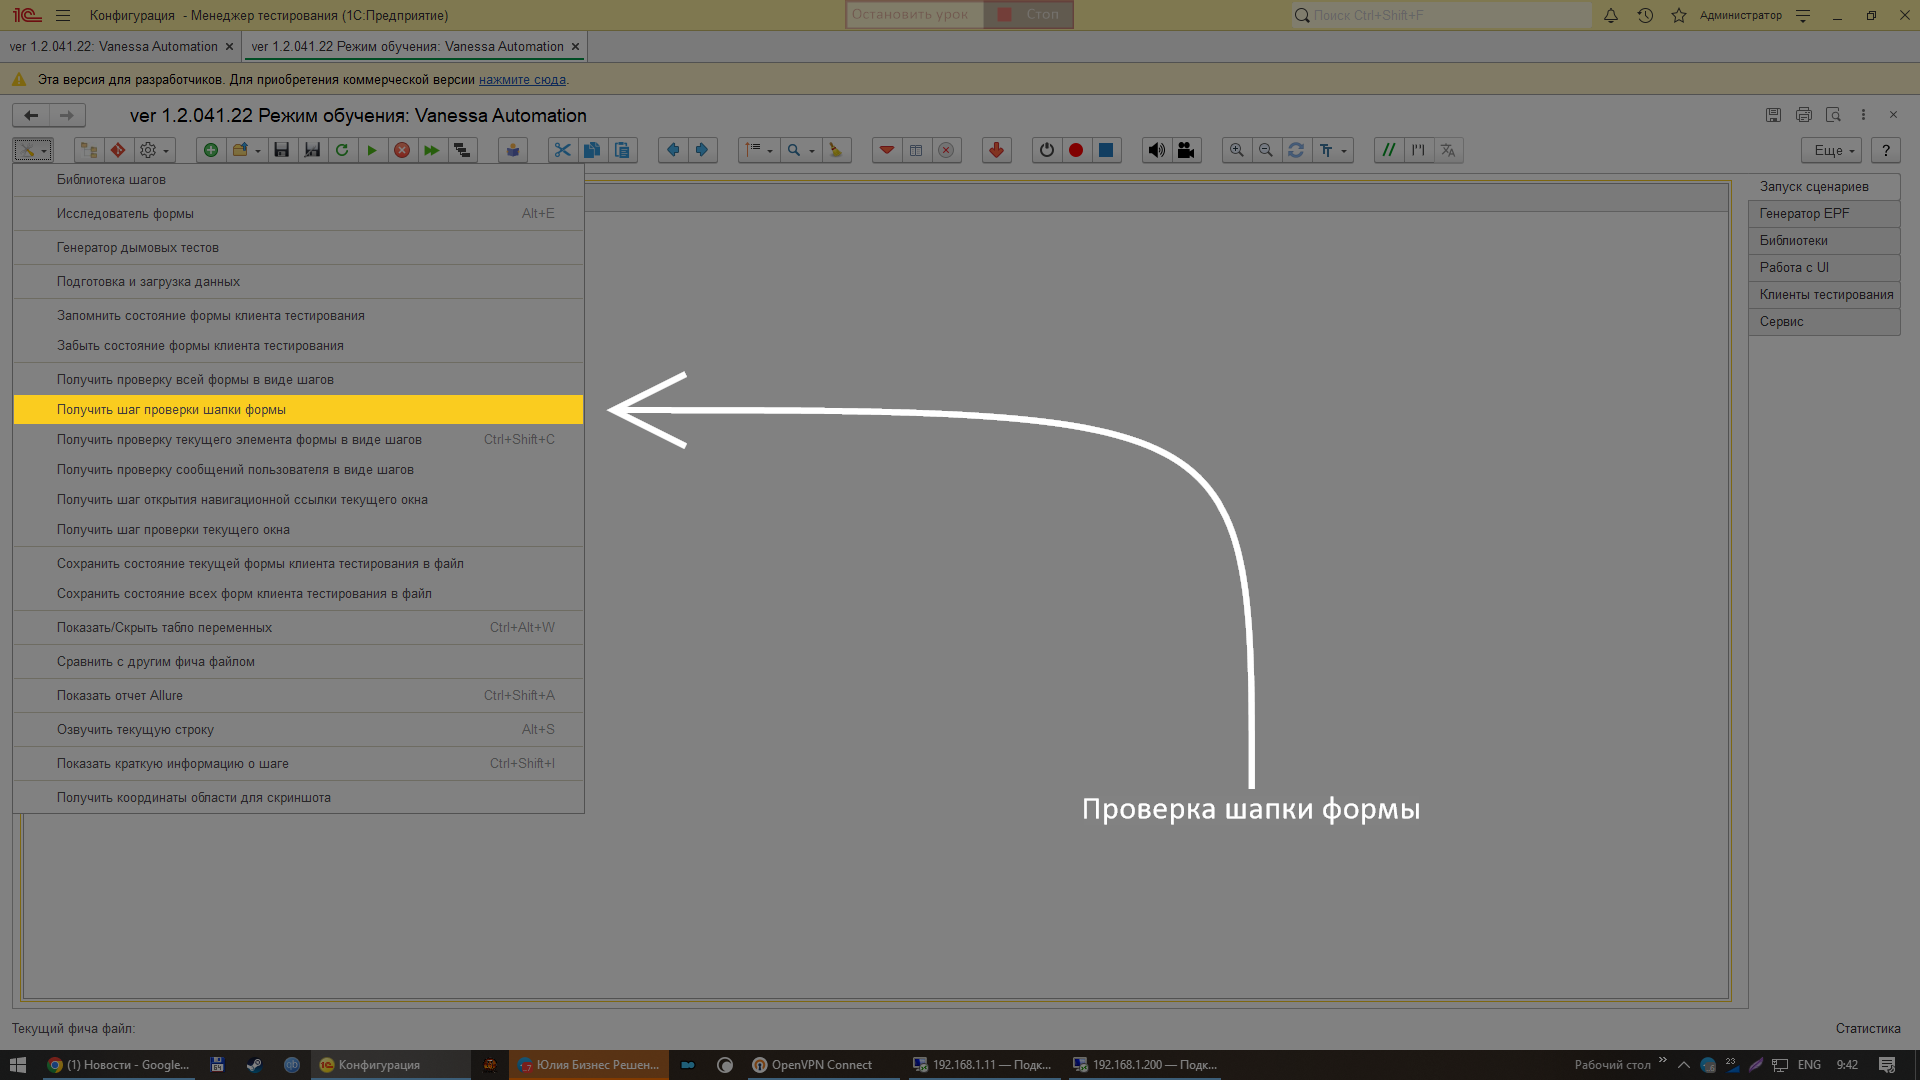 Конфигурация - Менеджер тестирования (1С:Предприятие)
Остановить урок
Стоп
Поиск Ctrl+Shift+F
Администратор
ver 1.2.041.22: Vanessa Automation
ver 1.2.041.22 Режим обучения: Vanessa Automation
Эта версия для разработчиков. Для приобретения коммерческой версии нажмите сюда.
ver 1.2.041.22 Режим обучения: Vanessa Automation
Еще
?
Библиотека шагов
Исследователь формы Alt+E
Генератор дымовых тестов
Подготовка и загрузка данных
Запомнить состояние формы клиента тестирования
Забыть состояние формы клиента тестирования
Получить проверку всей формы в виде шагов
Получить шаг проверки шапки формы
Получить проверку текущего элемента формы в виде шагов Ctrl+Shift+C
Получить проверку сообщений пользователя в виде шагов
Получить шаг открытия навигационной ссылки текущего окна
Получить шаг проверки текущего окна
Сохранить состояние текущей формы клиента тестирования в файл
Сохранить состояние всех форм клиента тестирования в файл
Показать/Скрыть табло переменных Ctrl+Alt+W
Сравнить с другим фича файлом
Показать отчет Allure Ctrl+Shift+A
Озвучить текущую строку Alt+S
Показать краткую информацию о шаге Ctrl+Shift+I
Получить координаты области для скриншота
Запуск сценариев
Генератор EPF
Библиотеки
Работа с UI
Клиенты тестирования
Сервис
Проверка шапки формы
Текущий фича файл:
Статистика
(1) Новости - Google...
Конфигурация
Юлия Бизнес Решен...
OpenVPN Connect
192.168.1.11 — Подк...
192.168.1.200 — Подк...
Рабочий стол
23
ENG
9:42